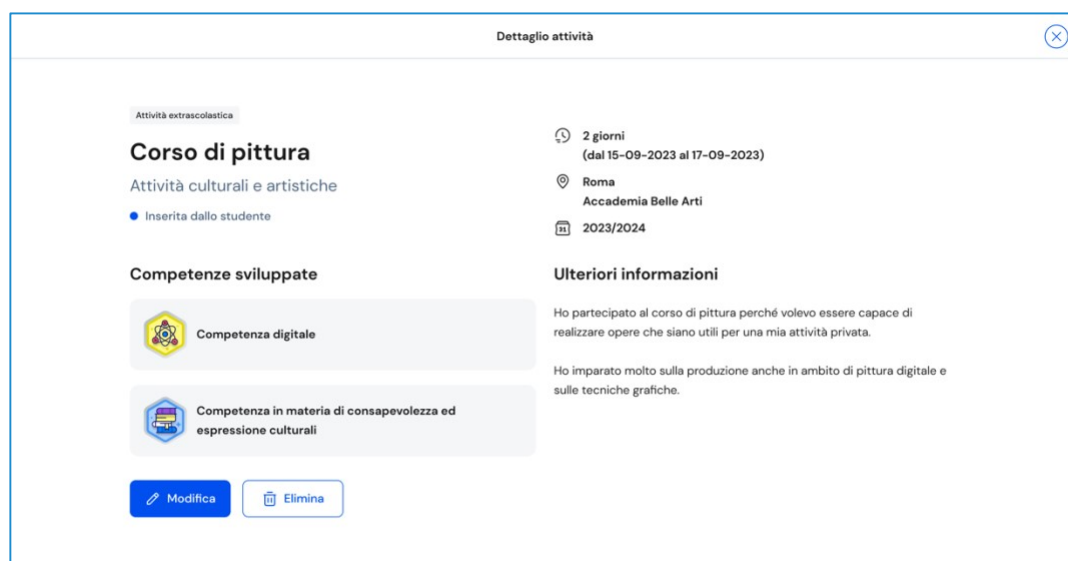 Dettaglio attività
Attività extrascolastica
Corso di pittura
Attività culturali e artistiche
Inserita dallo studente
2 giorni
(dal 15-09-2023 al 17-09-2023)
Roma
Accademia Belle Arti
31
2023/2024
Competenze sviluppate
Competenza digitale
Competenza in materia di consapevolezza ed
espressione culturali
Ulteriori informazioni
Ho partecipato al corso di pittura perché volevo essere capace di
realizzare opere che siano utili per una mia attività privata.
Ho imparato molto sulla produzione anche in ambito di pittura digitale e
sulle tecniche grafiche.
Modifica
Elimina